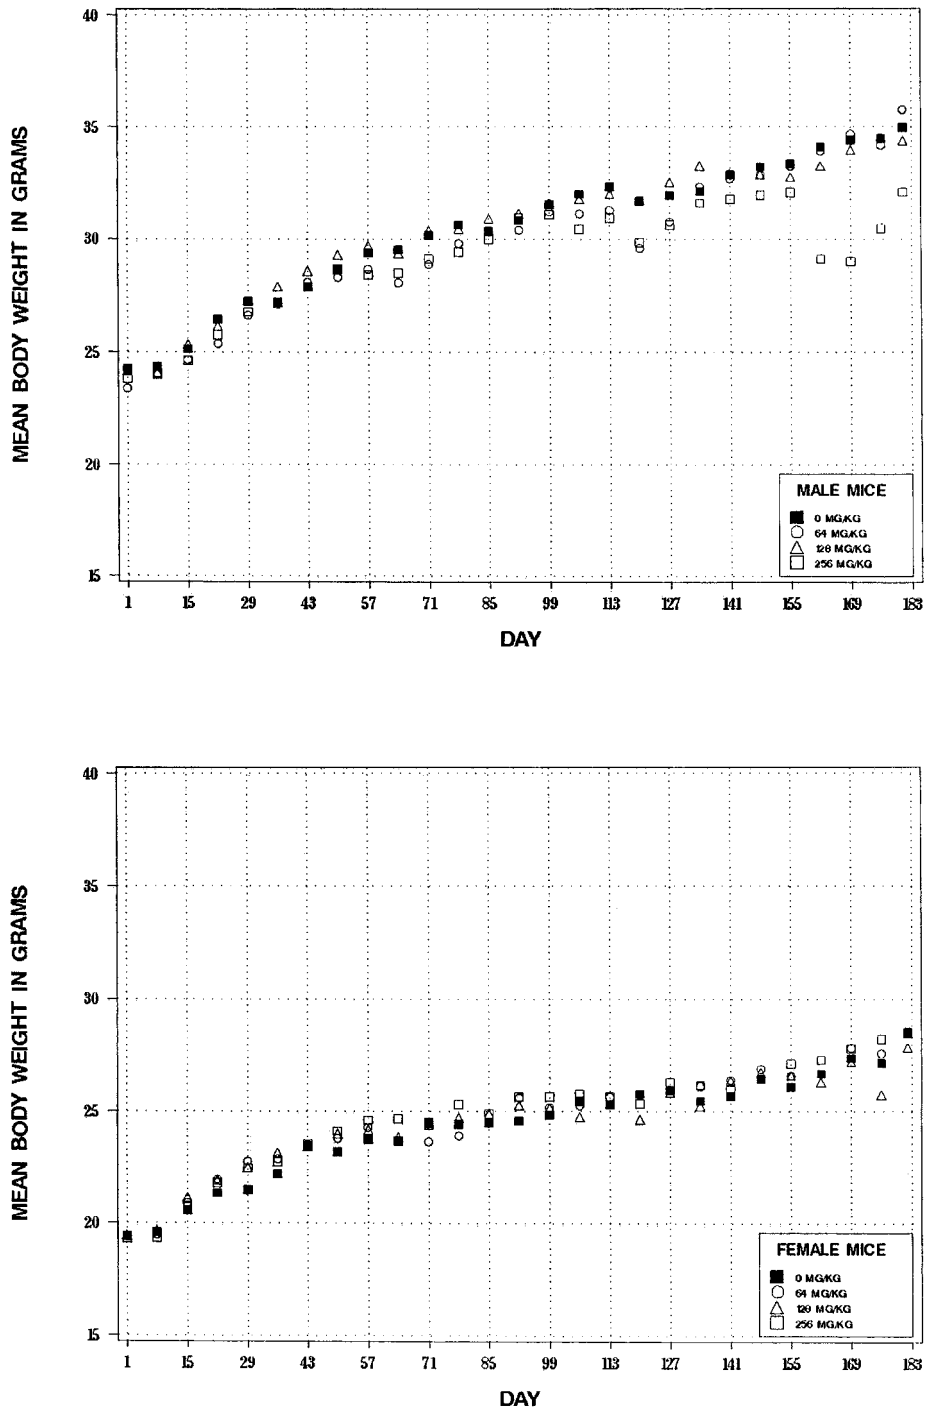 MEAN BODY WEIGHT IN GRAMS
40
35
30
25
20
15
MALE MICE
0 MG/KG
64 MG/KG
128 MG/KG
256 MG/KG
1 15 29 43 57 71 85 99 113 127 141 155 169 183
DAY
MEAN BODY WEIGHT IN GRAMS
40
35
30
25
20
15
FEMALE MICE
0 MG/KG
64 MG/KG
128 MG/KG
256 MG/KG
1 15 29 43 57 71 85 99 113 127 141 155 169 183
DAY